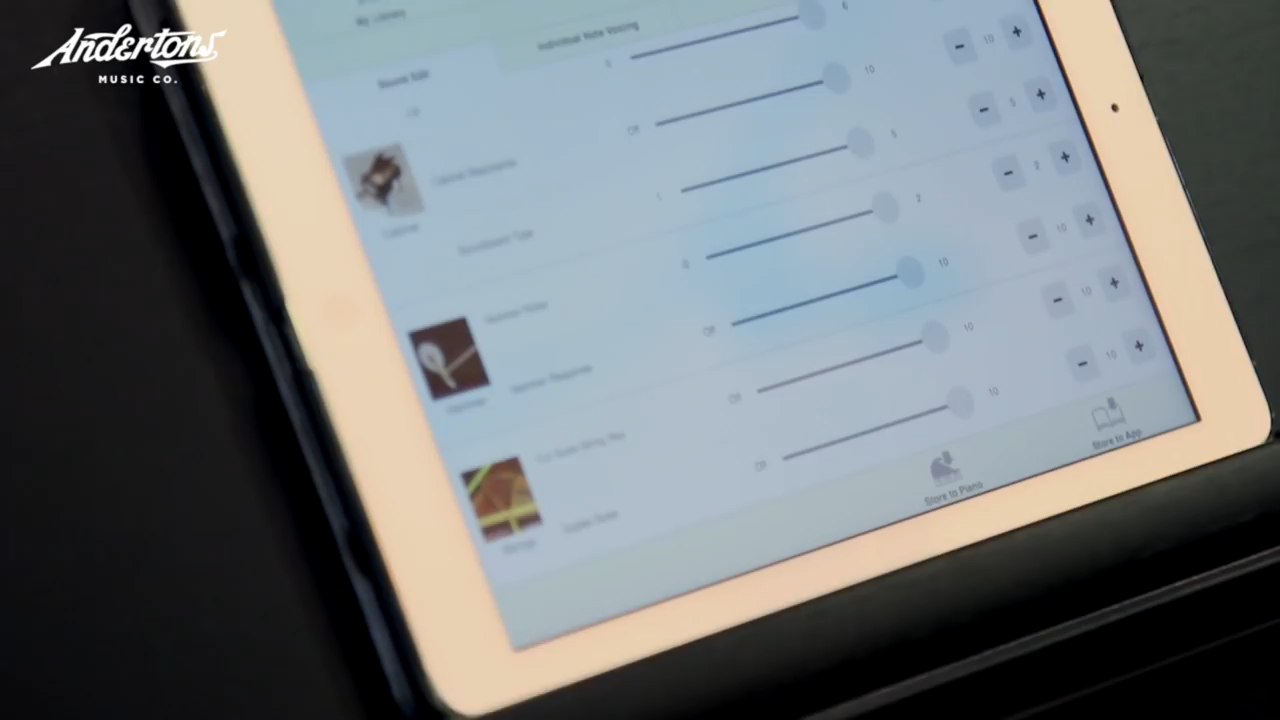 Andertons
MUSIC CO.
My Library
Individual Note Voicing
Sound Edit
Off
Cabinet Resonance
Cabinet
Soundboard Type
Hammer Noise
Hammer Response
Full Scale String Res.
Duplex Scale
Strings
0
6
Off
10
- 10 +
1
5
- 5 +
0
2
- 2 +
Off
10
- 10 +
Off
10
- 10 +
Off
10
- 10 +
Store to Piano
Store to App